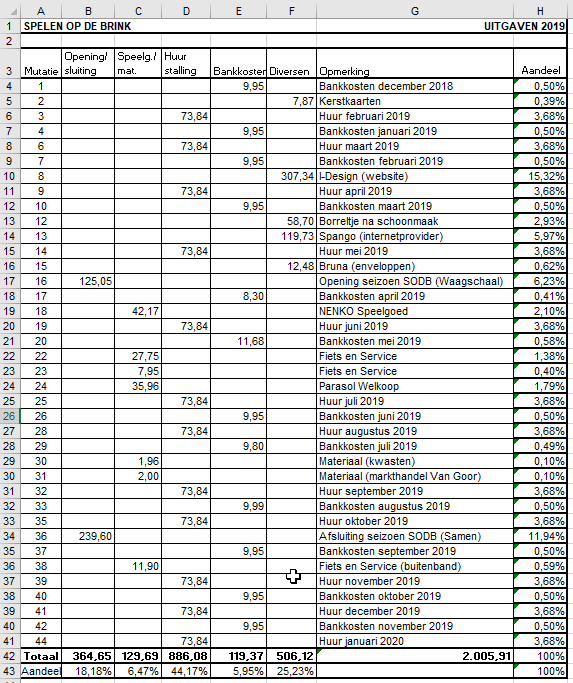 A B C D E F G H
1 SPELEN OP DE BRINK UITGAVEN 2019
2
Opening/ Speelg./ Huur
3 Mutatie sluiting mat. stalling Bankkoster Diversen Opmerking Aandeel
4 1 9,95 Bankkosten december 2018 0,50%
5 2 7,87 Kerstkaarten 0,39%
6 3 73,84 Huur februari 2019 3,68%
7 4 9,95 Bankkosten januari 2019 0,50%
8 6 73,84 Huur maart 2019 3,68%
9 7 9,95 Bankkosten februari 2019 0,50%
10 8 307,34 I-Design (website) 15,32%
11 9 73,84 Huur april 2019 3,68%
12 10 9,95 Bankkosten maart 2019 0,50%
13 12 58,70 Borreltje na schoonmaak 2,93%
14 13 119,73 Spango (internetprovider) 5,97%
15 14 73,84 Huur mei 2019 3,68%
16 15 12,48 Bruna (enveloppen) 0,62%
17 16 125,05 Opening seizoen SODB (Waagschaal) 6,23%
18 17 8,30 Bankkosten april 2019 0,41%
19 18 42,17 NENKO Speelgoed 2,10%
20 19 73,84 Huur juni 2019 3,68%
21 20 11,68 Bankkosten mei 2019 0,58%
22 22 27,75 Fiets en Service 1,38%
23 23 7,95 Fiets en Service 0,40%
24 24 35,96 Parasol Welkoop 1,79%
25 25 73,84 Huur juli 2019 3,68%
26 26 9,95 Bankkosten juni 2019 0,50%
27 28 73,84 Huur augustus 2019 3,68%
28 29 9,80 Bankkosten juli 2019 0,49%
29 30 1,96 Materiaal (kwasten) 0,10%
30 31 2,00 Materiaal (markthandel Van Goor) 0,10%
31 32 73,84 Huur september 2019 3,68%
32 33 9,99 Bankkosten augustus 2019 0,50%
33 35 73,84 Huur oktober 2019 3,68%
34 36 239,60 Afsluiting seizoen SODB (Samen) 11,94%
35 37 9,95 Bankkosten september 2019 0,50%
36 38 11,90 Fiets en Service (buitenband) 0,59%
37 39 73,84 Huur november 2019 3,68%
38 40 9,95 Bankkosten oktober 2019 0,50%
39 41 73,84 Huur december 2019 3,68%
40 42 9,95 Bankkosten november 2019 0,50%
41 44 73,84 Huur januari 2020 3,68%
42 Totaal 364,65 129,69 886,08 119,37 506,12 2.005,91 100%
43 Aandeel 18,18% 6,47% 44,17% 5,95% 25,23% 100%